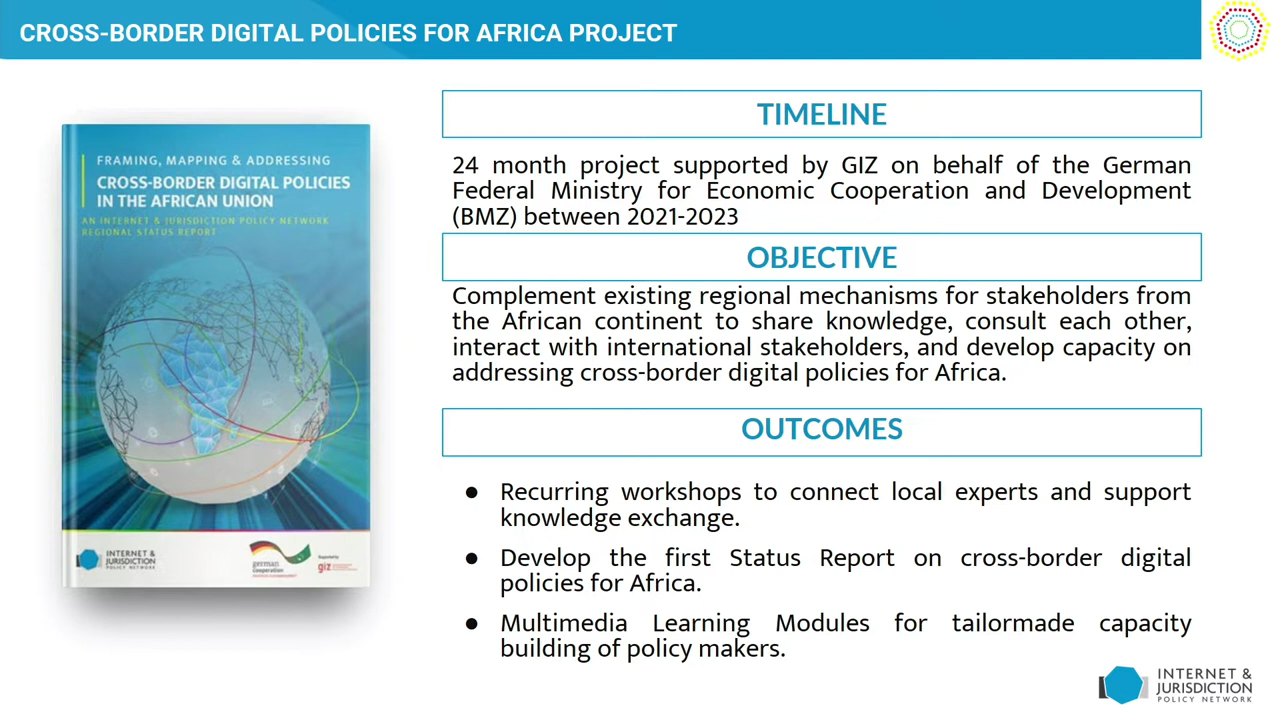 CROSS-BORDER DIGITAL POLICIES FOR AFRICA PROJECT
FRAMING, MAPPING & ADDRESSING
CROSS-BORDER DIGITAL POLICIES
IN THE AFRICAN UNION
AN INTERNET & JURISDICTION POLICY NETWORK
REGIONAL STATUS REPORT
INTERNET &
JURISDICTION
POLICY NETWORK
german
cooperation
Supported by
giz
TIMELINE
24 month project supported by GIZ on behalf of the German
Federal Ministry for Economic Cooperation and Development
(BMZ) between 2021-2023
OBJECTIVE
Complement existing regional mechanisms for stakeholders from
the African continent to share knowledge, consult each other,
interact with international stakeholders, and develop capacity on
addressing cross-border digital policies for Africa.
OUTCOMES
● Recurring workshops to connect local experts and support
knowledge exchange.
● Develop the first Status Report on cross-border digital
policies for Africa.
● Multimedia Learning Modules for tailormade capacity
building of policy makers.
INTERNET &
JURISDICTION
POLICY NETWORK